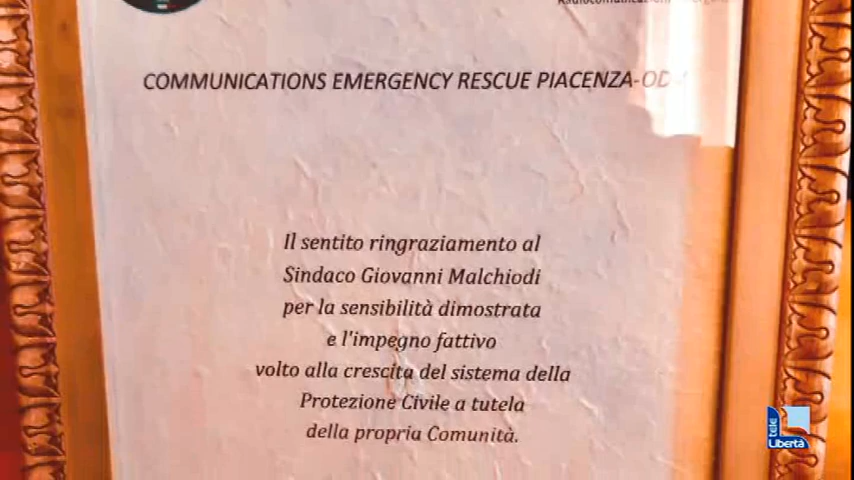 COMMUNICATIONS EMERGENCY RESCUE PIACENZA-OD
Il sentito ringraziamento al
Sindaco Giovanni Malchiodi
per la sensibilità dimostrata
e l'impegno fattivo
volto alla crescita del sistema della
Protezione Civile a tutela
della propria Comunità.
tele
Libertà